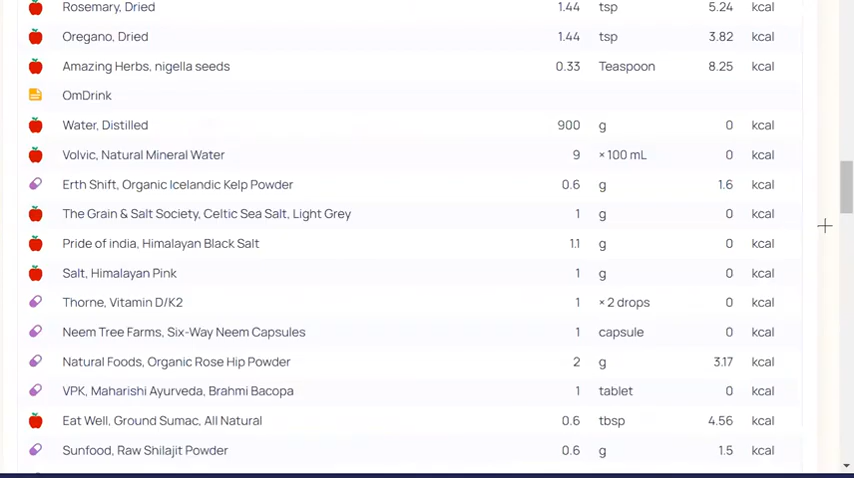 Rosemary, Dried 1.44 tsp 5.24 kcal
Oregano, Dried 1.44 tsp 3.82 kcal
Amazing Herbs, nigella seeds 0.33 Teaspoon 8.25 kcal
OmDrink
Water, Distilled 900 g 0 kcal
Volvic, Natural Mineral Water 9 × 100 mL 0 kcal
Erth Shift, Organic Icelandic Kelp Powder 0.6 g 1.6 kcal
The Grain & Salt Society, Celtic Sea Salt, Light Grey 1 g 0 kcal
Pride of india, Himalayan Black Salt 1.1 g 0 kcal
Salt, Himalayan Pink 1 g 0 kcal
Thorne, Vitamin D/K2 1 × 2 drops 0 kcal
Neem Tree Farms, Six-Way Neem Capsules 1 capsule 0 kcal
Natural Foods, Organic Rose Hip Powder 2 g 3.17 kcal
VPK, Maharishi Ayurveda, Brahmi Bacopa 1 tablet 0 kcal
Eat Well, Ground Sumac, All Natural 0.6 tbsp 4.56 kcal
Sunfood, Raw Shilajit Powder 0.6 g 1.5 kcal